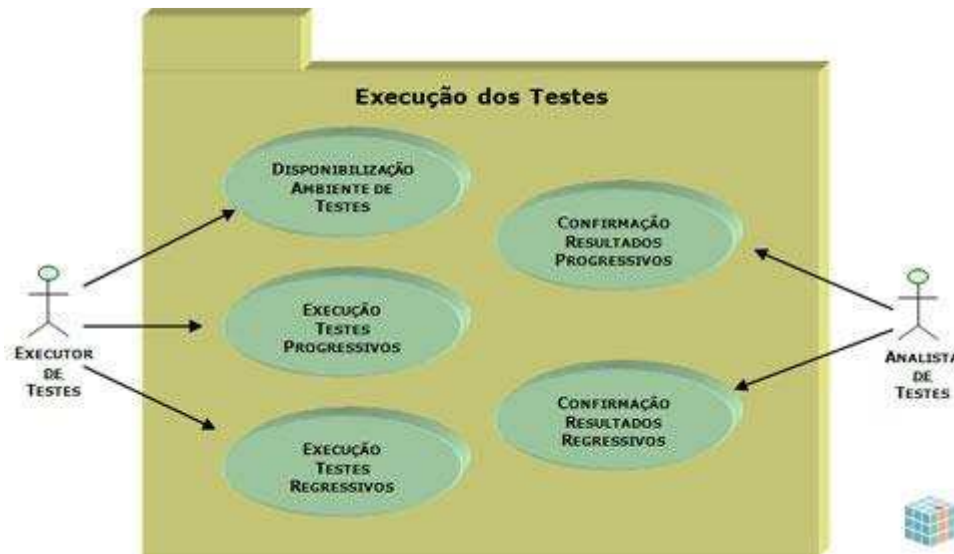 Execução dos Testes
DISPONIBILIZAÇÃO
AMBIENTE DE
TESTES
CONFIRMAÇÃO
RESULTADOS
PROGRESSIVOS
EXECUÇÃO
TESTES
PROGRESSIVOS
EXECUTOR
DE
TESTES
ANALISTA
DE
TESTES
CONFIRMAÇÃO
RESULTADOS
REGRESSIVOS
EXECUÇÃO
TESTES
REGRESSIVOS